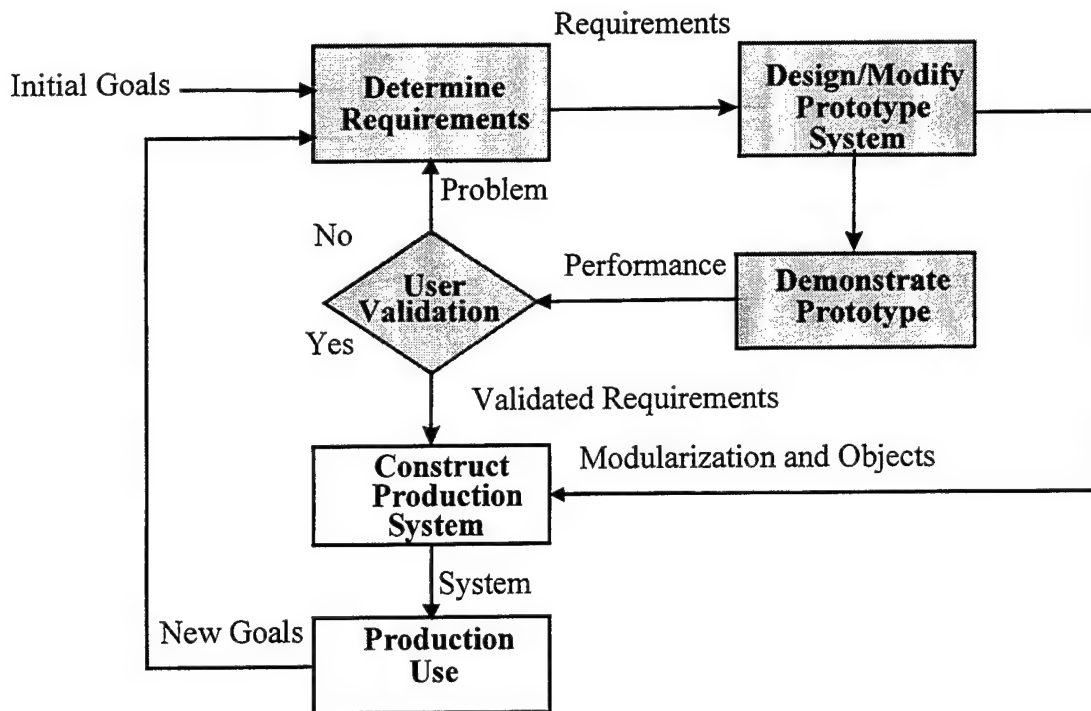 Requirements
Initial Goals
Determine
Requirements
Design/Modify
Prototype
System
Problem
No
User
Validation
Yes
Performance
Demonstrate
Prototype
Validated Requirements
Construct
Production
System
Modularization and Objects
System
New Goals
Production
Use